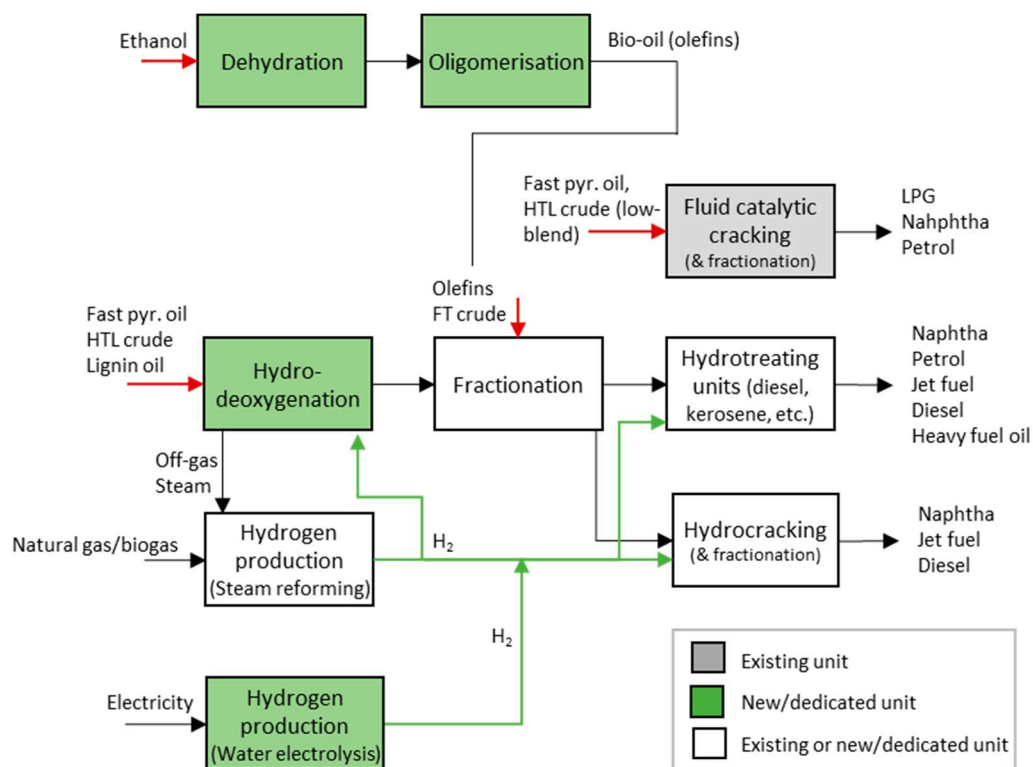 Ethanol
Dehydration
Oligomerisation
Bio-oil (olefins)
Fast pyr. oil,
HTL crude (low-
blend)
Fluid catalytic
cracking
(& fractionation)
LPG
Nahphtha
Petrol
Olefins
FT crude
Fast pyr. oil
HTL crude
Lignin oil
Hydro-
deoxygenation
Fractionation
Hydrotreating
units (diesel,
kerosene, etc.)
Naphtha
Petrol
Jet fuel
Diesel
Heavy fuel oil
Off-gas
Steam
Natural gas/biogas
Hydrogen
production
(Steam reforming)
H2
Hydrocracking
(& fractionation)
Naphtha
Jet fuel
Diesel
H2
Electricity
Hydrogen
production
(Water electrolysis)
Existing unit
New/dedicated unit
Existing or new/dedicated unit